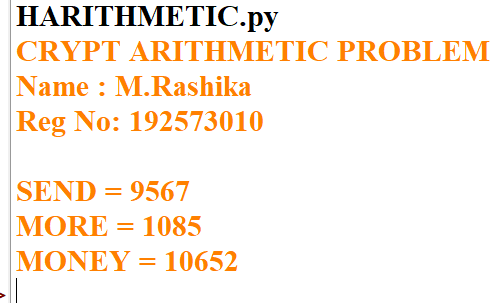 HARITHMETIC.py
CRYPT ARITHMETIC PROBLEM
Name : M.Rashika
Reg No: 192573010
SEND = 9567
MORE = 1085
MONEY = 10652